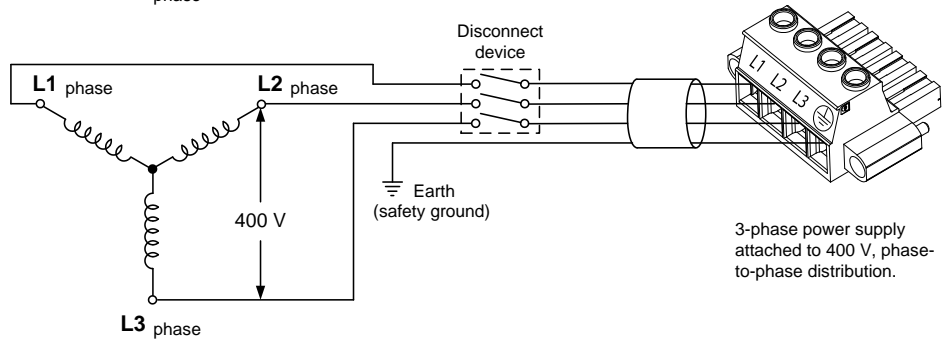 phase
Disconnect
device
L1 phase
L2 phase
L1 L2 L3
400 V
Earth
(safety ground)
3-phase power supply
attached to 400 V, phase-
to-phase distribution.
L3 phase